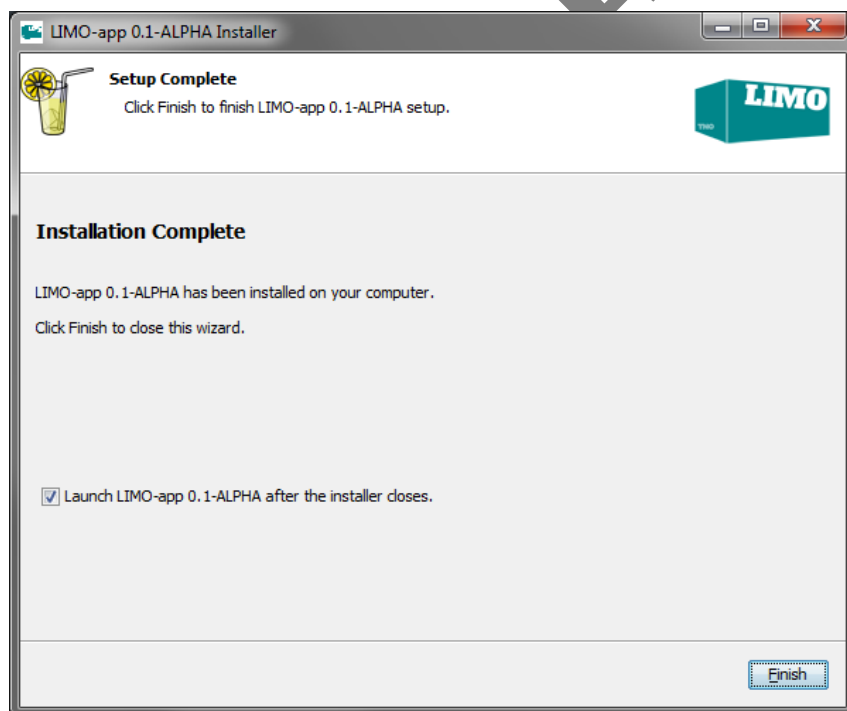 LIMO-app 0.1-ALPHA Installer
Setup Complete
Click Finish to finish LIMO-app 0.1-ALPHA setup.
LIMO
TNO
Installation Complete
LIMO-app 0.1-ALPHA has been installed on your computer.
Click Finish to close this wizard.
Launch LIMO-app 0.1-ALPHA after the installer closes.
Finish